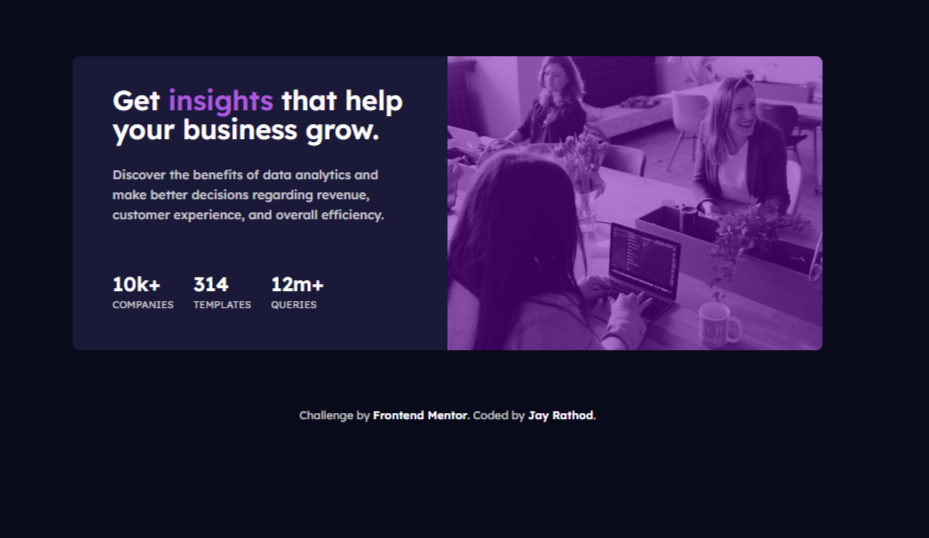 Get insights that help
your business grow.
Discover the benefits of data analytics and
make better decisions regarding revenue,
customer experience, and overall efficiency.
10k+ 314 12m+
COMPANIES TEMPLATES QUERIES
Challenge by Frontend Mentor. Coded by Jay Rathod.